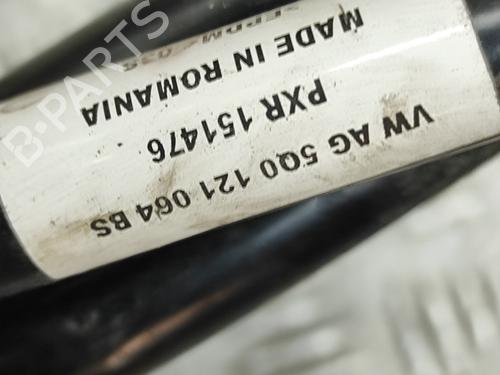 VW AG 5Q0 121 064 BS
PXR 151476
MADE IN ROMANIA
B-PARTS